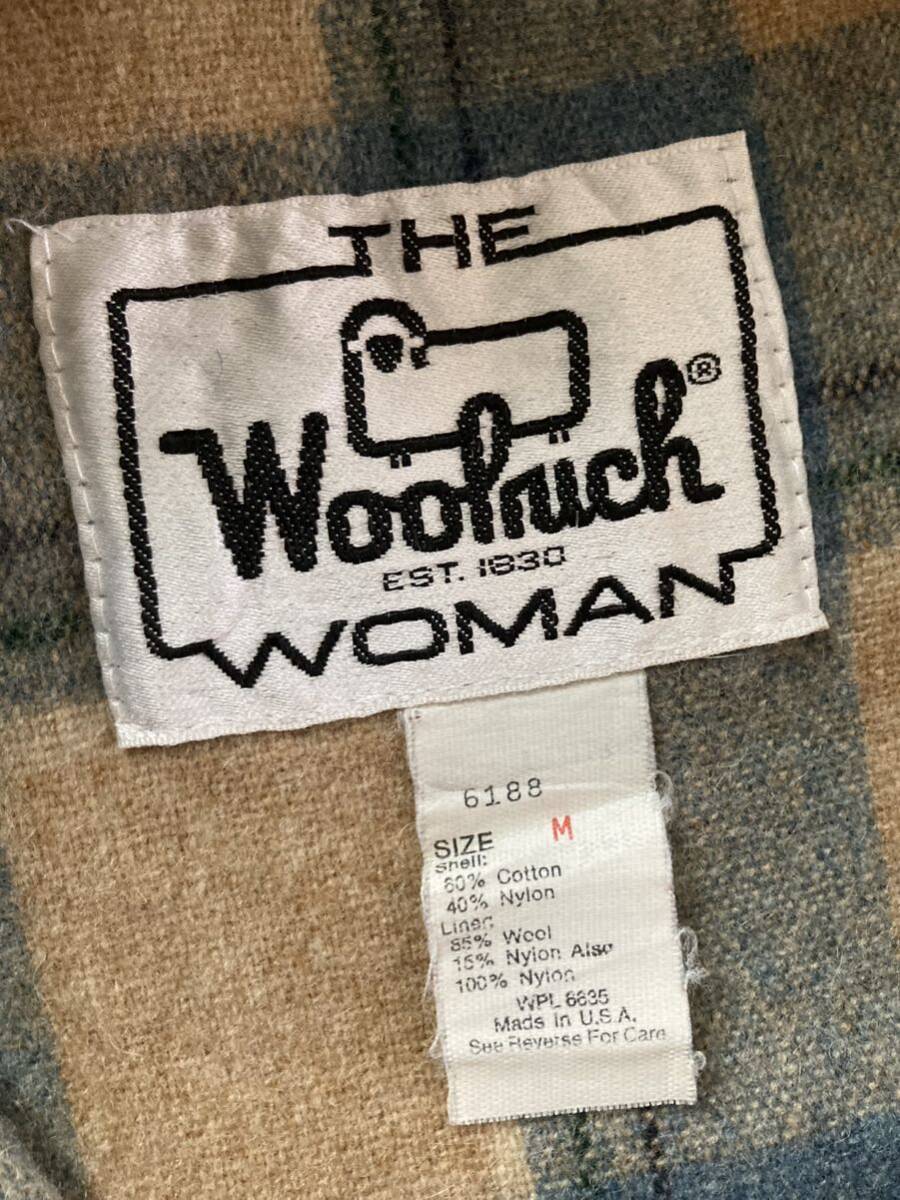 THE
Woolrich®
EST. 1830
WOMAN
6188
SIZE M
Shell:
60% Cotton
40% Nylon
Liner:
85% Wool
15% Nylon Also
100% Nylon
WPL 6635
Made In U.S.A.
See Reverse For Care